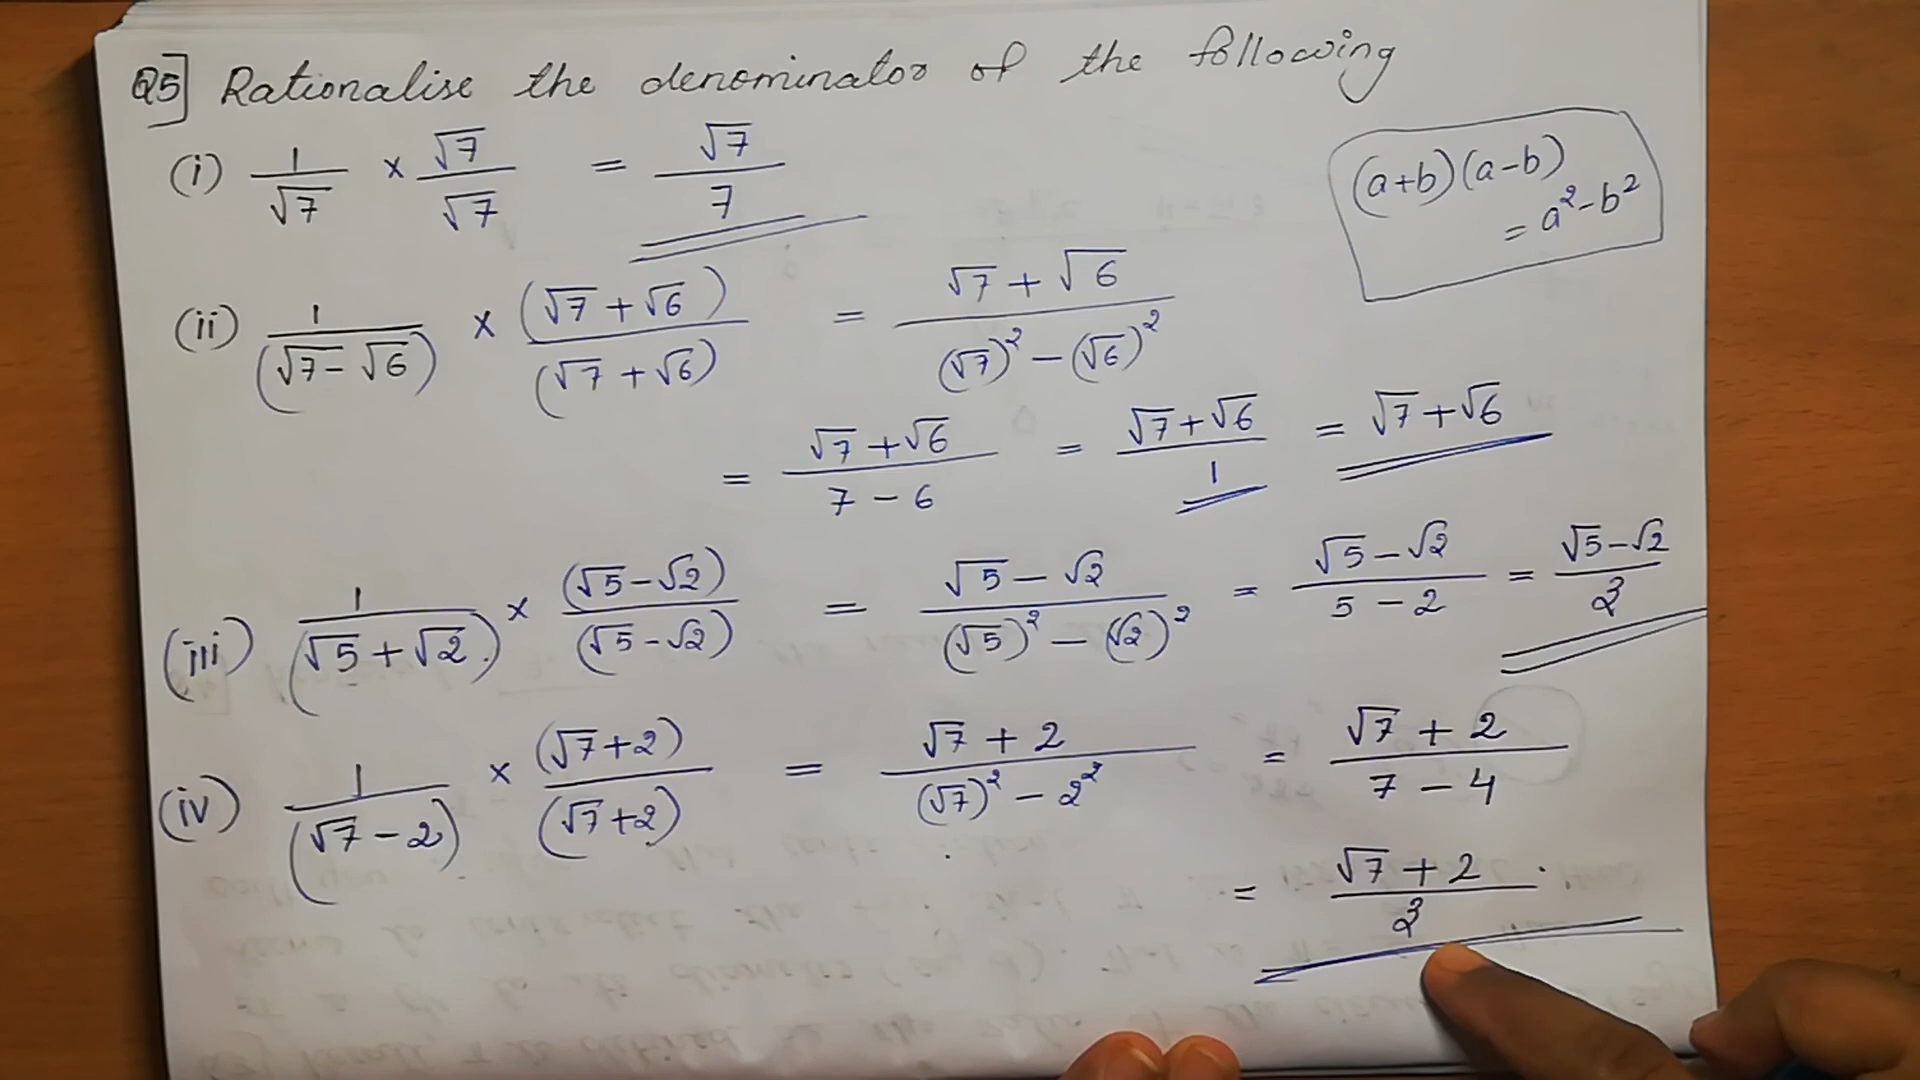 Q5] Rationalise the denominator of the following
(a+b)(a-b)
= a²-b²
(i) 1/√7 × √7/√7 = √7/7
(ii) 1/(√7-√6) × (√7+√6)/(√7+√6) = √7+√6/(√7)²-(√6)²
= √7+√6/7-6 = √7+√6/1 = √7+√6
(iii) 1/(√5+√2) × (√5-√2)/(√5-√2) = √5-√2/(√5)²-(√2)² = √5-√2/5-2 = √5-√2/3
(iv) 1/(√7-2) × (√7+2)/(√7+2) = √7+2/(√7)²-2² = √7+2/7-4
= √7+2/3